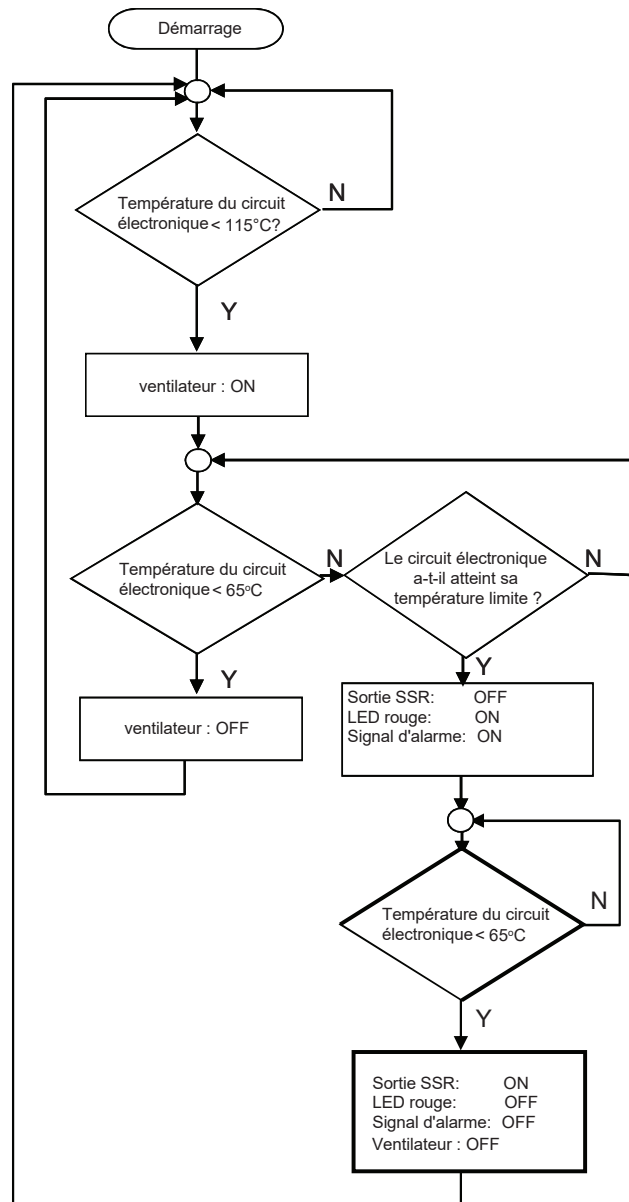 Démarrage
Température du circuit
électronique < 115°C?
N
Y
ventilateur : ON
Température du circuit
électronique < 65°C
N
Le circuit électronique
a-t-il atteint sa
température limite ?
N
Y
Y
ventilateur : OFF
Sortie SSR: OFF
LED rouge: ON
Signal d'alarme: ON
Température du circuit
électronique < 65°C
N
Y
Sortie SSR: ON
LED rouge: OFF
Signal d'alarme: OFF
Ventilateur : OFF